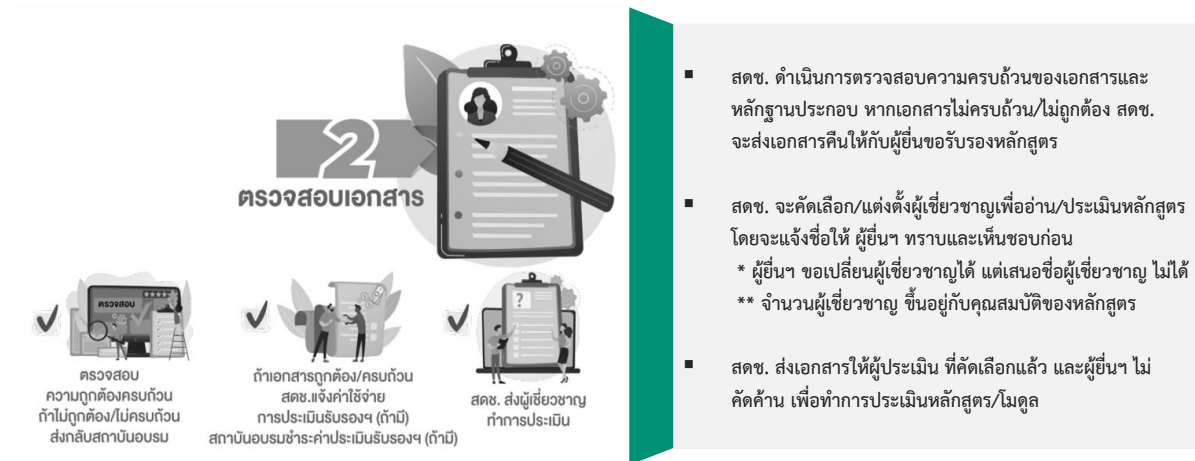 2
ตรวจสอบเอกสาร
ตรวจสอบ
?
ตรวจสอบ
ความถูกต้องครบถ้วน
ถ้าไม่ถูกต้อง/ไม่ครบถ้วน
ส่งกลับสถาบันอบรม
ถ้าเอกสารถูกต้อง/ครบถ้วน
สดช.แจ้งค่าใช้จ่าย
การประเมินรับรองฯ (ถ้ามี)
สถาบันอบรมชำระค่าประเมินรับรองฯ (ถ้ามี)
สดช. ส่งผู้เชี่ยวชาญ
ทำการประเมิน
▪ สดช. ดำเนินการตรวจสอบความครบถ้วนของเอกสารและ
หลักฐานประกอบ หากเอกสารไม่ครบถ้วน/ไม่ถูกต้อง สดช.
จะส่งเอกสารคืนให้กับผู้ยื่นขอรับรองหลักสูตร
▪ สดช. จะคัดเลือก/แต่งตั้งผู้เชี่ยวชาญเพื่ออ่าน/ประเมินหลักสูตร
โดยจะแจ้งชื่อให้ ผู้ยื่นฯ ทราบและเห็นชอบก่อน
* ผู้ยื่นฯ ขอเปลี่ยนผู้เชี่ยวชาญได้ แต่เสนอชื่อผู้เชี่ยวชาญ ไม่ได้
** จำนวนผู้เชี่ยวชาญ ขึ้นอยู่กับคุณสมบัติของหลักสูตร
▪ สดช. ส่งเอกสารให้ผู้ประเมิน ที่คัดเลือกแล้ว และผู้ยื่นฯ ไม่
คัดค้าน เพื่อทำการประเมินหลักสูตร/โมดูล